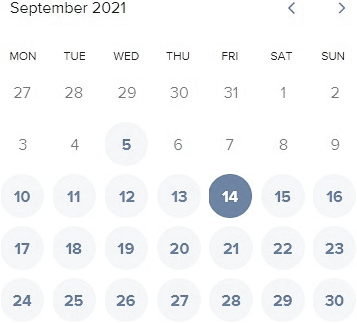 September 2021
MON TUE WED THU FRI SAT SUN
27 28 29 30 31 1 2
3 4 5 6 7 8 9
10 11 12 13 14 15 16
17 18 19 20 21 22 23
24 25 26 27 28 29 30